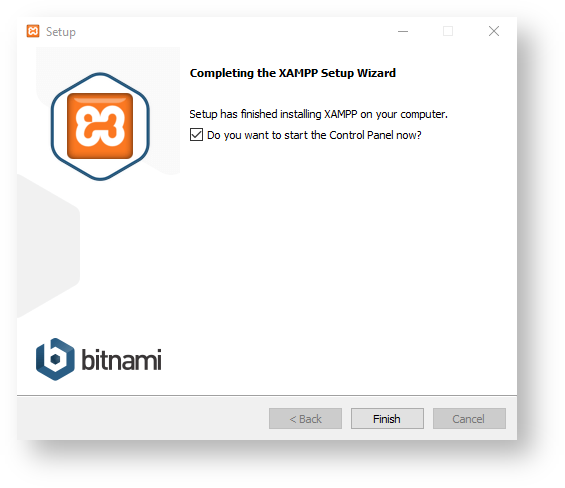 Setup
Completing the XAMPP Setup Wizard
Setup has finished installing XAMPP on your computer.
Do you want to start the Control Panel now?
bitnami
< Back
Finish
Cancel